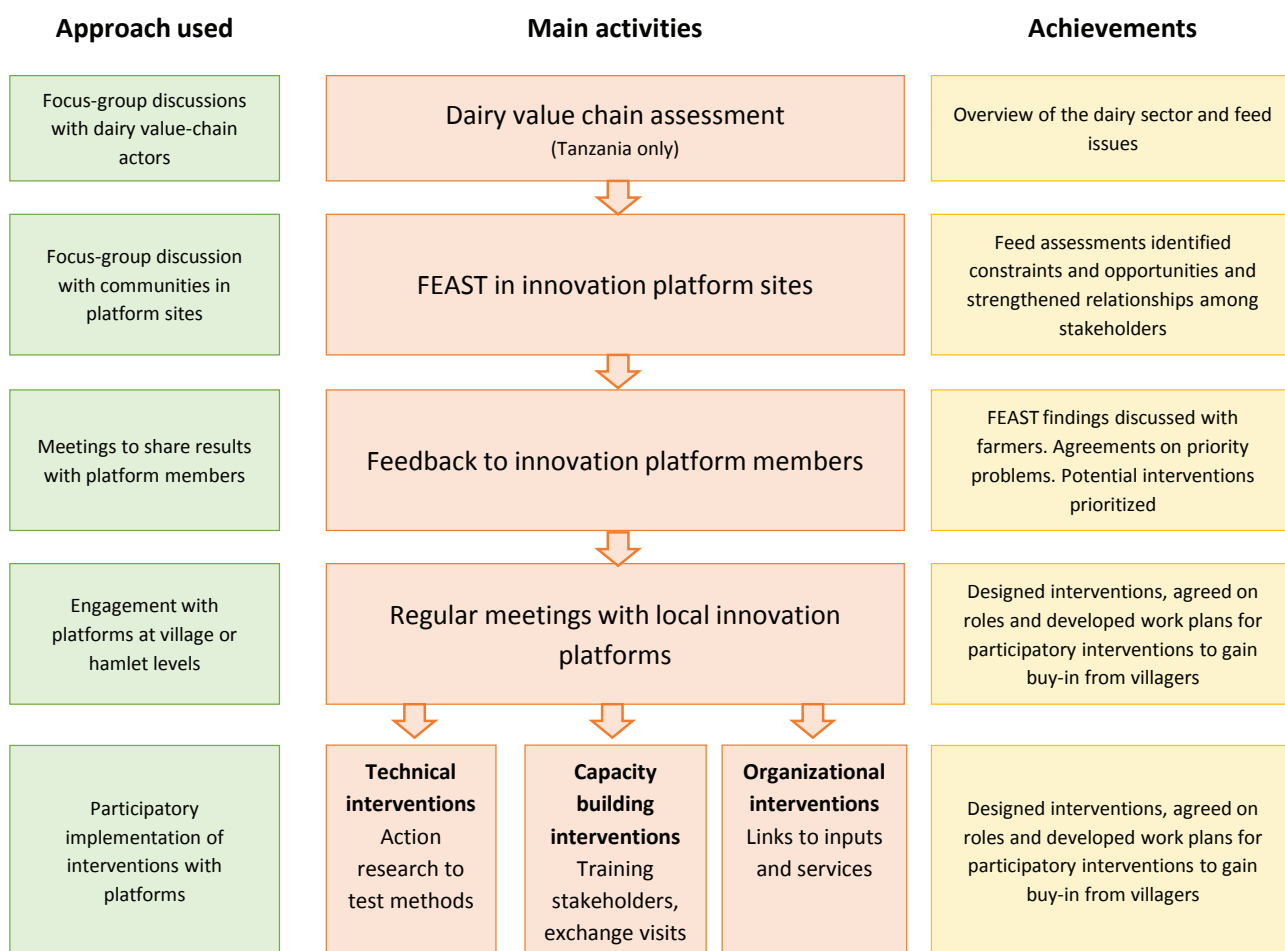 Approach used
Main activities
Achievements
Focus-group discussions
with dairy value-chain
actors
Dairy value chain assessment
(Tanzania only)
Overview of the dairy sector and feed
issues
Focus-group discussion
with communities in
platform sites
FEAST in innovation platform sites
Feed assessments identified
constraints and opportunities and
strengthened relationships among
stakeholders
Meetings to share results
with platform members
Feedback to innovation platform members
FEAST findings discussed with
farmers. Agreements on priority
problems. Potential interventions
prioritized
Engagement with
platforms at village or
hamlet levels
Regular meetings with local innovation
platforms
Designed interventions, agreed on
roles and developed work plans for
participatory interventions to gain
buy-in from villagers
Participatory
implementation of
interventions with
platforms
Technical
interventions
Action
research to
test methods
Capacity
building
interventions
Training
stakeholders,
exchange visits
Organizational
interventions
Links to inputs
and services
Designed interventions, agreed on
roles and developed work plans for
participatory interventions to gain
buy-in from villagers